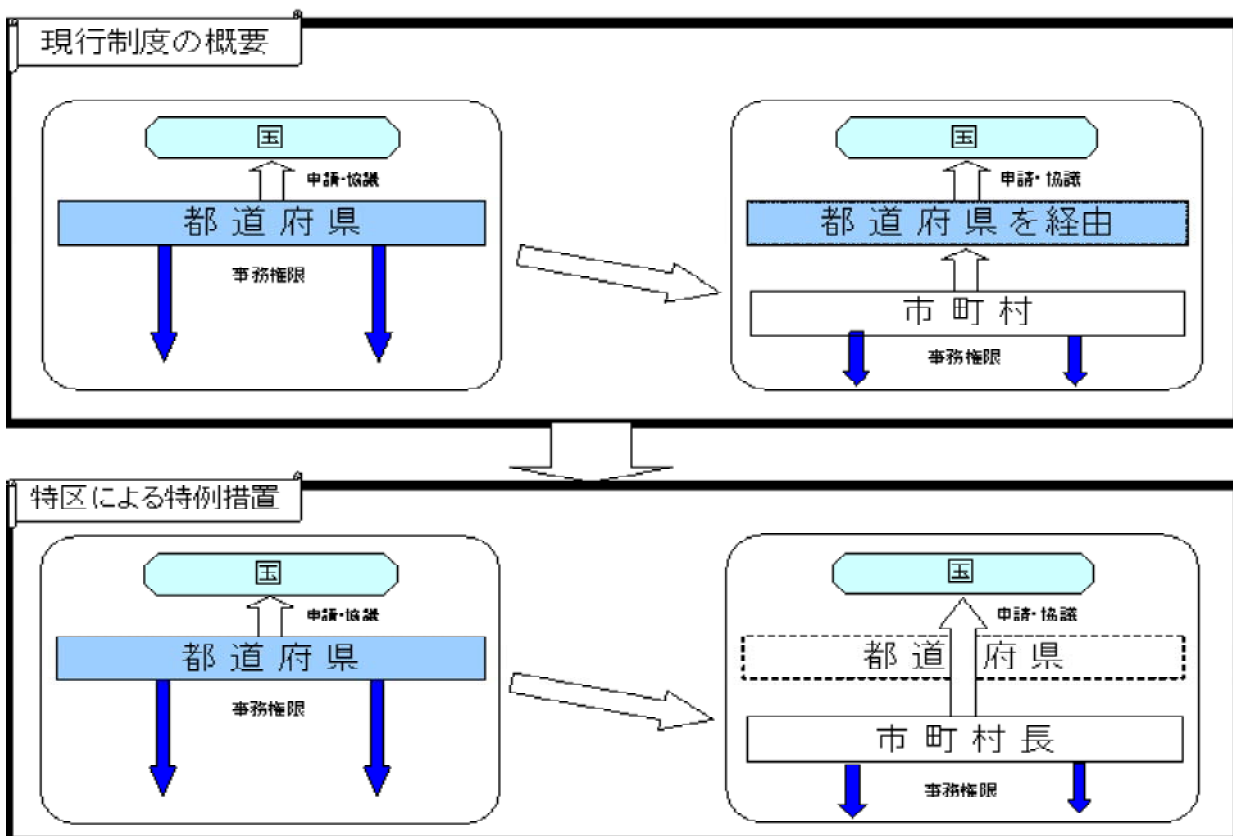 現行制度の概要
国
申請・協議
都道府県
事務権限
国
申請・協議
都道府県を経由
市町村
事務権限
特区による特例措置
国
申請・協議
都道府県
事務権限
国
申請・協議
都道府県
市町村長
事務権限